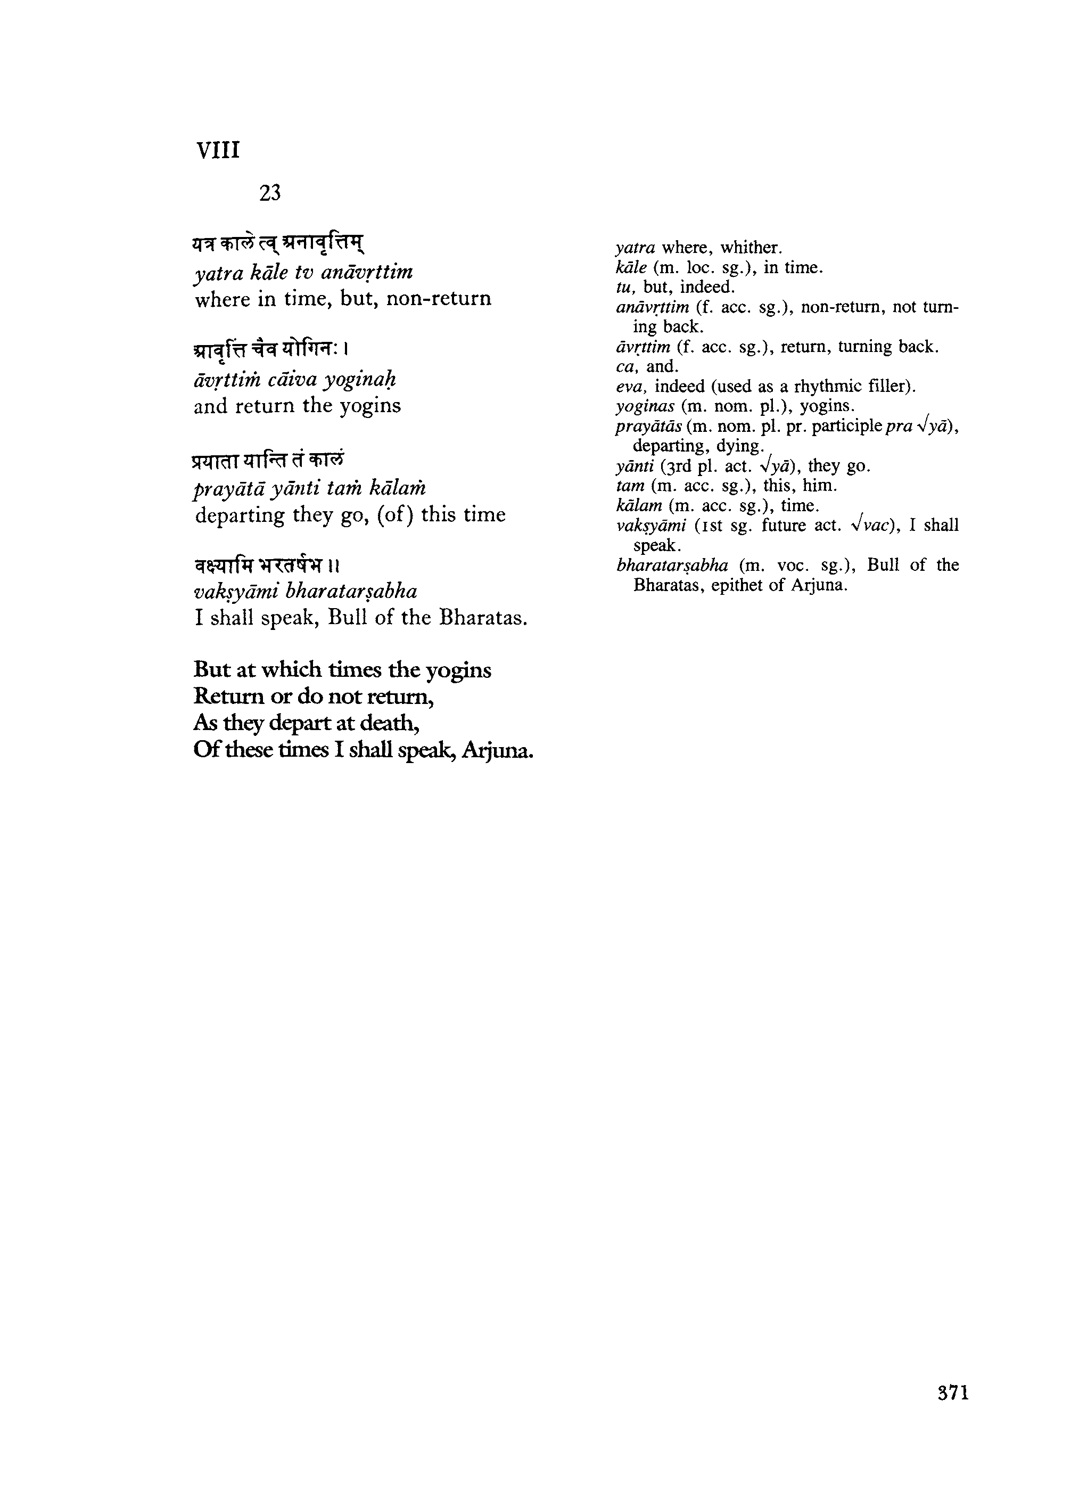 VIII
23
यत्र काले त्व् अनावृत्तिम्
yatra kāle tv anāvṛttim
where in time, but, non-return
आवृत्तिं चैव योगिनः ।
āvṛttiṁ cāiva yoginaḥ
and return the yogins
प्रयाता यान्ति तं कालं
prayātā yānti taṁ kālaṁ
departing they go, (of) this time
वक्ष्यामि भरतर्षभ ॥
vakṣyāmi bharatarṣabha
I shall speak, Bull of the Bharatas.
But at which times the yogins
Return or do not return,
As they depart at death,
Of these times I shall speak, Arjuna.
yatra where, whither.
kāle (m. loc. sg.), in time.
tu, but, indeed.
anāvṛttim (f. acc. sg.), non-return, not turn-
ing back.
āvṛttim (f. acc. sg.), return, turning back.
ca, and.
eva, indeed (used as a rhythmic filler).
yoginas (m. nom. pl.), yogins.
prayātās (m. nom. pl. pr. participle pra √yā),
departing, dying.
yānti (3rd pl. act. √yā), they go.
tam (m. acc. sg.), this, him.
kālam (m. acc. sg.), time.
vakṣyāmi (1st sg. future act. √vac), I shall
speak.
bharatarṣabha (m. voc. sg.), Bull of the
Bharatas, epithet of Arjuna.
371